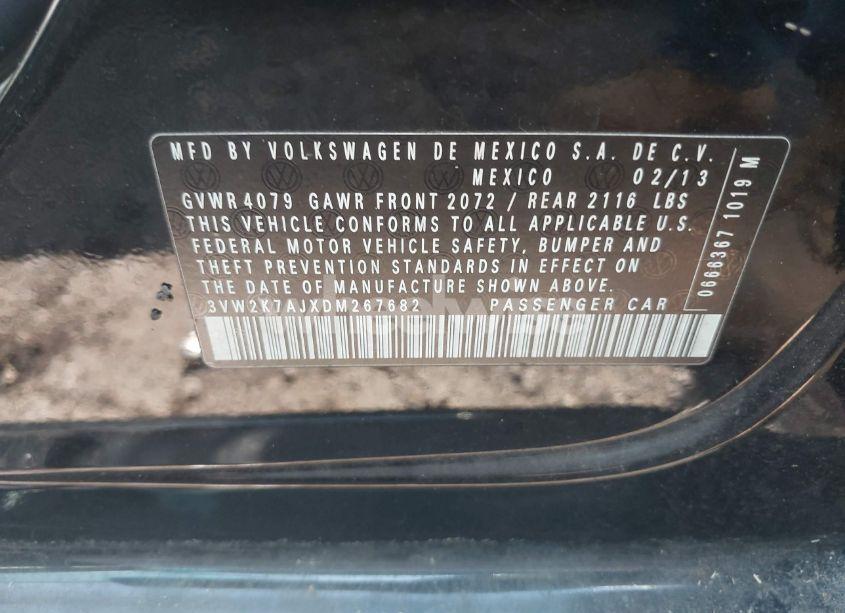 MFD BY VOLKSWAGEN DE MEXICO S.A. DE C.V.
MEXICO 02/13
GVWR 4079 GAWR FRONT 2072 / REAR 2116 LBS
THIS VEHICLE CONFORMS TO ALL APPLICABLE U.S.
FEDERAL MOTOR VEHICLE SAFETY, BUMPER AND
THEFT PREVENTION STANDARDS IN EFFECT ON
THE DATE OF MANUFACTURE SHOWN ABOVE.
3VW2K7AJXDM267682 PASSENGER CAR
0666367 1019 M